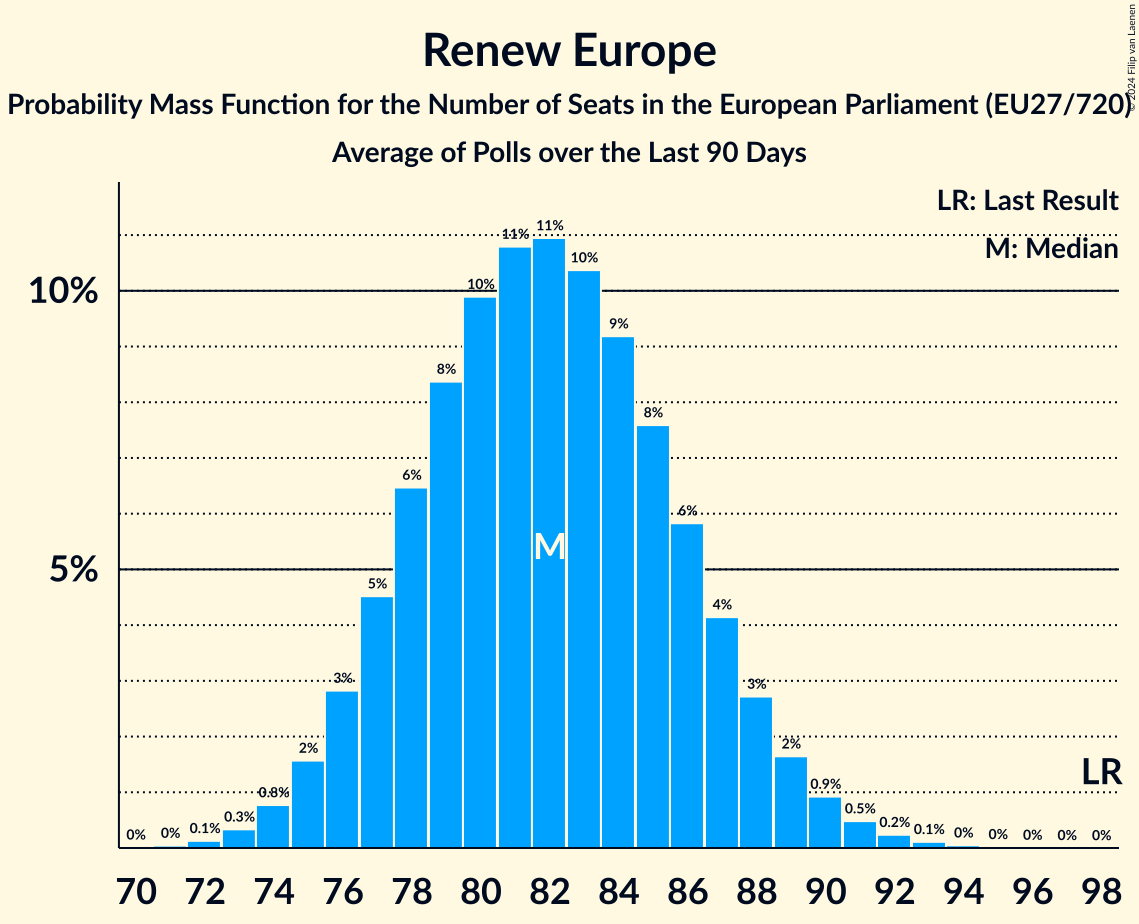 Renew Europe
Probability Mass Function for the Number of Seats in the European Parliament (EU27/720)
Average of Polls over the Last 90 Days
© 2024 Filip van Laenen
LR: Last Result
M: Median
10%
5%
0% 0% 0.1% 0.3% 0.8% 2% 3% 5% 6% 8% 10% 11% 11% 10% 9% 8% 6% 4% 3% 2% 0.9% 0.5% 0.2% 0.1% 0% 0% 0% 0% 0%
M
LR
70 72 74 76 78 80 82 84 86 88 90 92 94 96 98